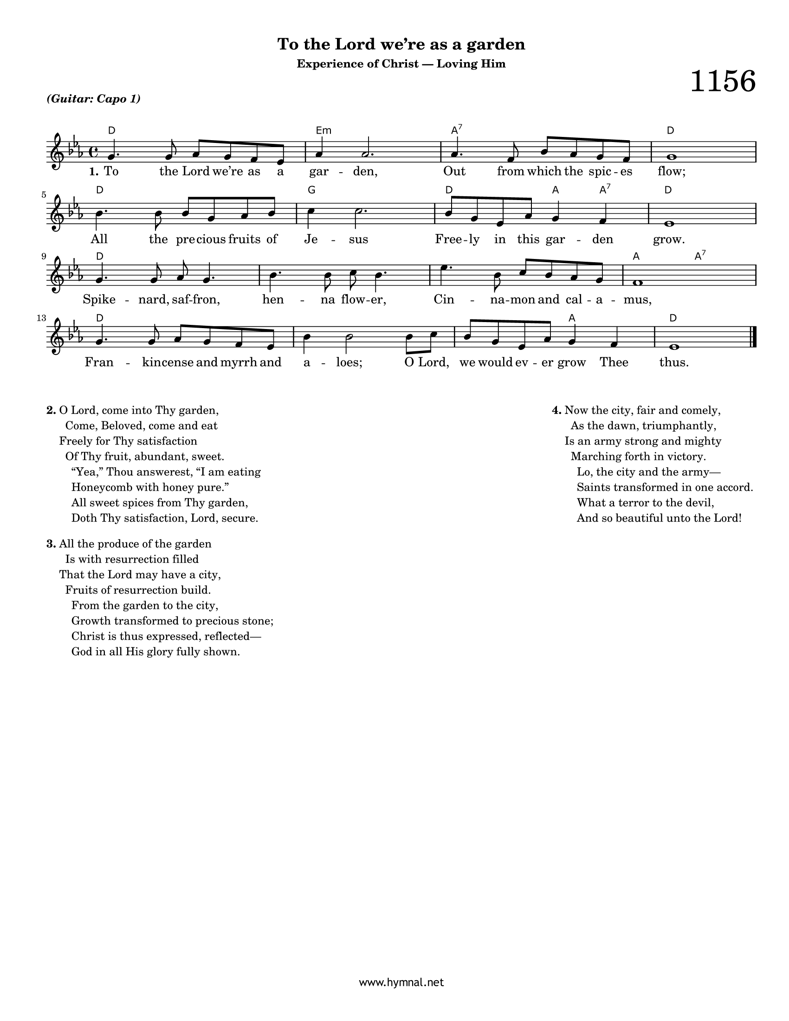 To the Lord we're as a garden
Experience of Christ — Loving Him
1156
(Guitar: Capo 1)
D Em A7 D
1. To the Lord we're as a gar - den, Out from which the spic - es flow;
5
D G D A A7 D
All the precious fruits of Je - sus Free - ly in this gar - den grow.
9
D A A7
Spike - nard, saf-fron, hen - na flow-er, Cin - na-mon and cal - a - mus,
13
D A D
Fran - kincense and myrrh and a - loes; O Lord, we would ev - er grow Thee thus.
2. O Lord, come into Thy garden,
Come, Beloved, come and eat
Freely for Thy satisfaction
Of Thy fruit, abundant, sweet.
“Yea,” Thou answerest, “I am eating
Honeycomb with honey pure.”
All sweet spices from Thy garden,
Doth Thy satisfaction, Lord, secure.
3. All the produce of the garden
Is with resurrection filled
That the Lord may have a city,
Fruits of resurrection build.
From the garden to the city,
Growth transformed to precious stone;
Christ is thus expressed, reflected—
God in all His glory fully shown.
4. Now the city, fair and comely,
As the dawn, triumphantly,
Is an army strong and mighty
Marching forth in victory.
Lo, the city and the army—
Saints transformed in one accord.
What a terror to the devil,
And so beautiful unto the Lord!
www.hymnal.net